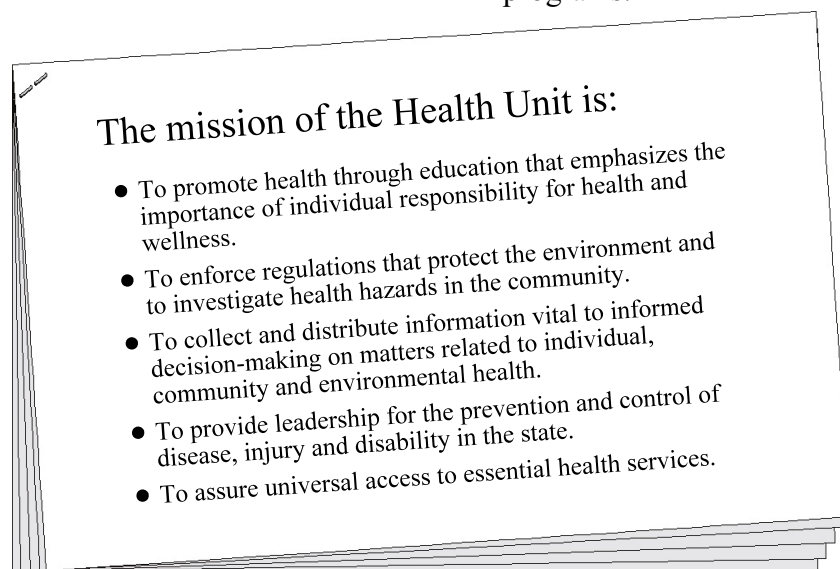 programs.
The mission of the Health Unit is:
● To promote health through education that emphasizes the
importance of individual responsibility for health and
wellness.
● To enforce regulations that protect the environment and
to investigate health hazards in the community.
● To collect and distribute information vital to informed
decision-making on matters related to individual,
community and environmental health.
● To provide leadership for the prevention and control of
disease, injury and disability in the state.
● To assure universal access to essential health services.